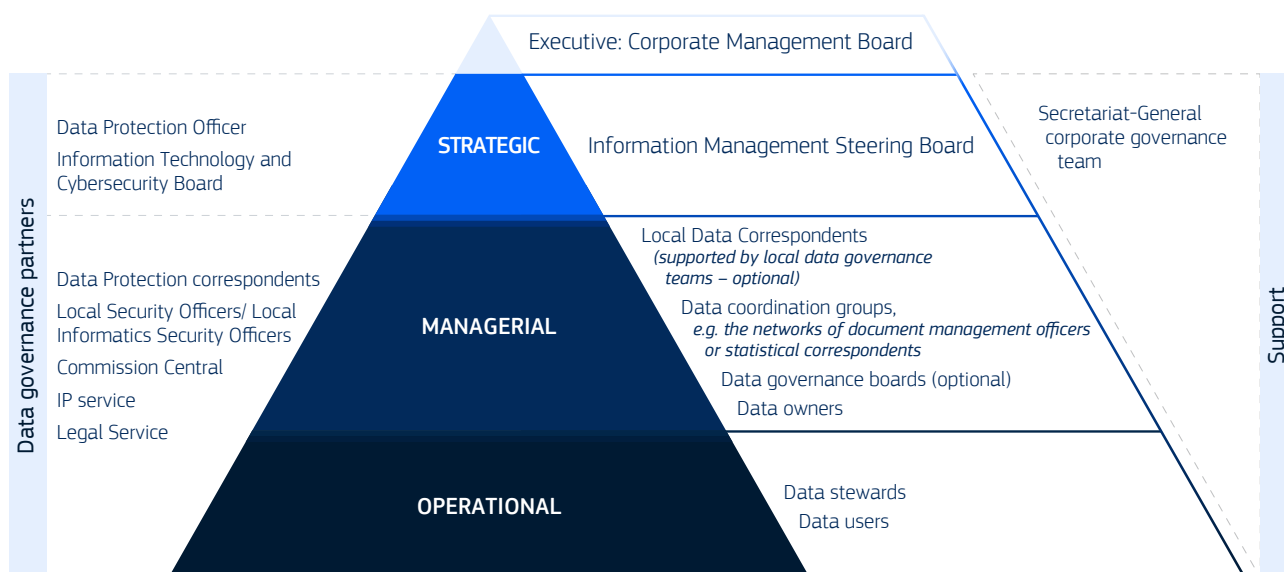 Executive: Corporate Management Board
Data governance partners
Data Protection Officer
Information Technology and
Cybersecurity Board
STRATEGIC
Information Management Steering Board
Secretariat-General
corporate governance
team
Support
Data Protection correspondents
Local Security Officers/ Local
Informatics Security Officers
Commission Central
IP service
Legal Service
MANAGERIAL
Local Data Correspondents
(supported by local data governance
teams – optional)
Data coordination groups,
e.g. the networks of document management officers
or statistical correspondents
Data governance boards (optional)
Data owners
OPERATIONAL
Data stewards
Data users